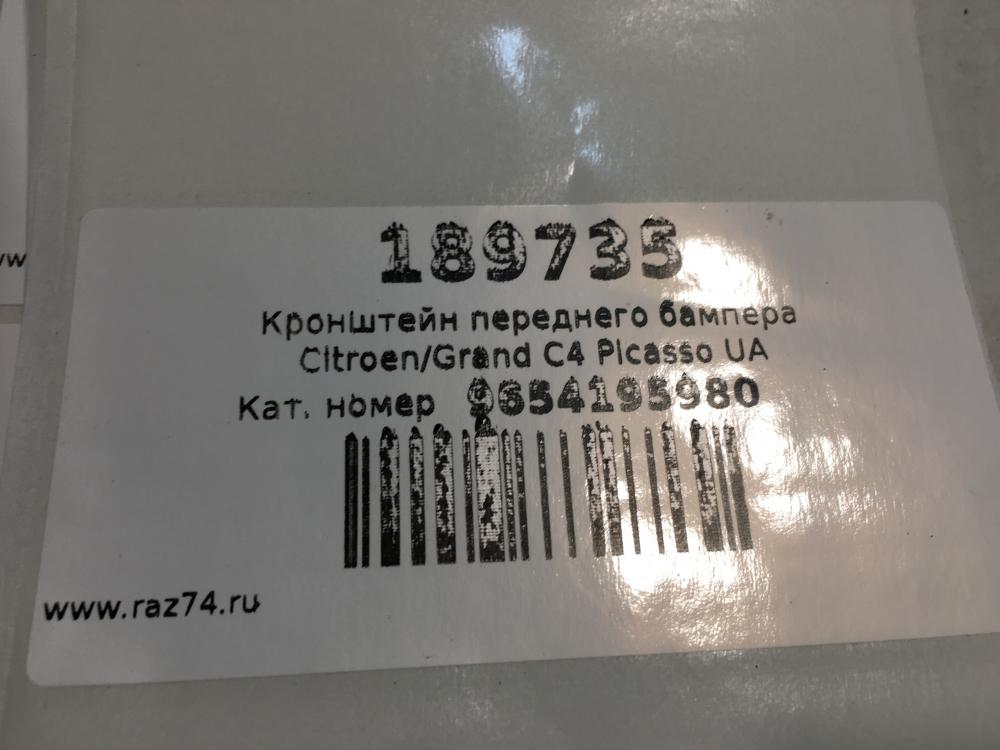 189735
Кронштейн переднего бампера
Citroen/Grand C4 Picasso UA
Кат. номер 9654195980
www.raz74.ru